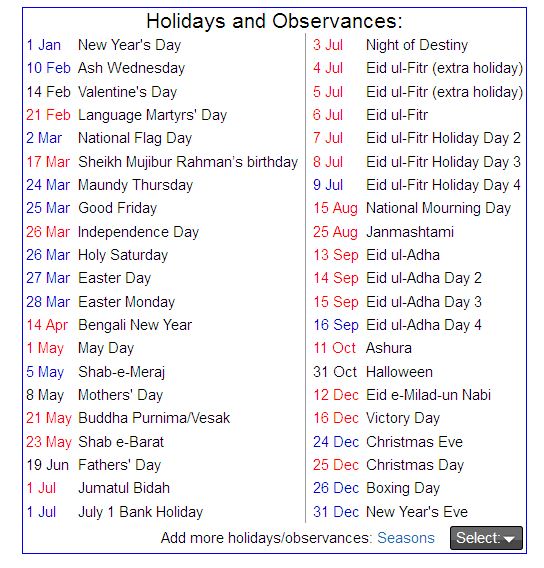 Holidays and Observances:
1 Jan New Year's Day
10 Feb Ash Wednesday
14 Feb Valentine's Day
21 Feb Language Martyrs' Day
2 Mar National Flag Day
17 Mar Sheikh Mujibur Rahman’s birthday
24 Mar Maundy Thursday
25 Mar Good Friday
26 Mar Independence Day
26 Mar Holy Saturday
27 Mar Easter Day
28 Mar Easter Monday
14 Apr Bengali New Year
1 May May Day
5 May Shab-e-Meraj
8 May Mothers' Day
21 May Buddha Purnima/Vesak
23 May Shab e-Barat
19 Jun Fathers' Day
1 Jul Jumatul Bidah
1 Jul July 1 Bank Holiday
3 Jul Night of Destiny
4 Jul Eid ul-Fitr (extra holiday)
5 Jul Eid ul-Fitr (extra holiday)
6 Jul Eid ul-Fitr
7 Jul Eid ul-Fitr Holiday Day 2
8 Jul Eid ul-Fitr Holiday Day 3
9 Jul Eid ul-Fitr Holiday Day 4
15 Aug National Mourning Day
25 Aug Janmashtami
13 Sep Eid ul-Adha
14 Sep Eid ul-Adha Day 2
15 Sep Eid ul-Adha Day 3
16 Sep Eid ul-Adha Day 4
11 Oct Ashura
31 Oct Halloween
12 Dec Eid e-Milad-un Nabi
16 Dec Victory Day
24 Dec Christmas Eve
25 Dec Christmas Day
26 Dec Boxing Day
31 Dec New Year's Eve
Add more holidays/observances: Seasons Select: